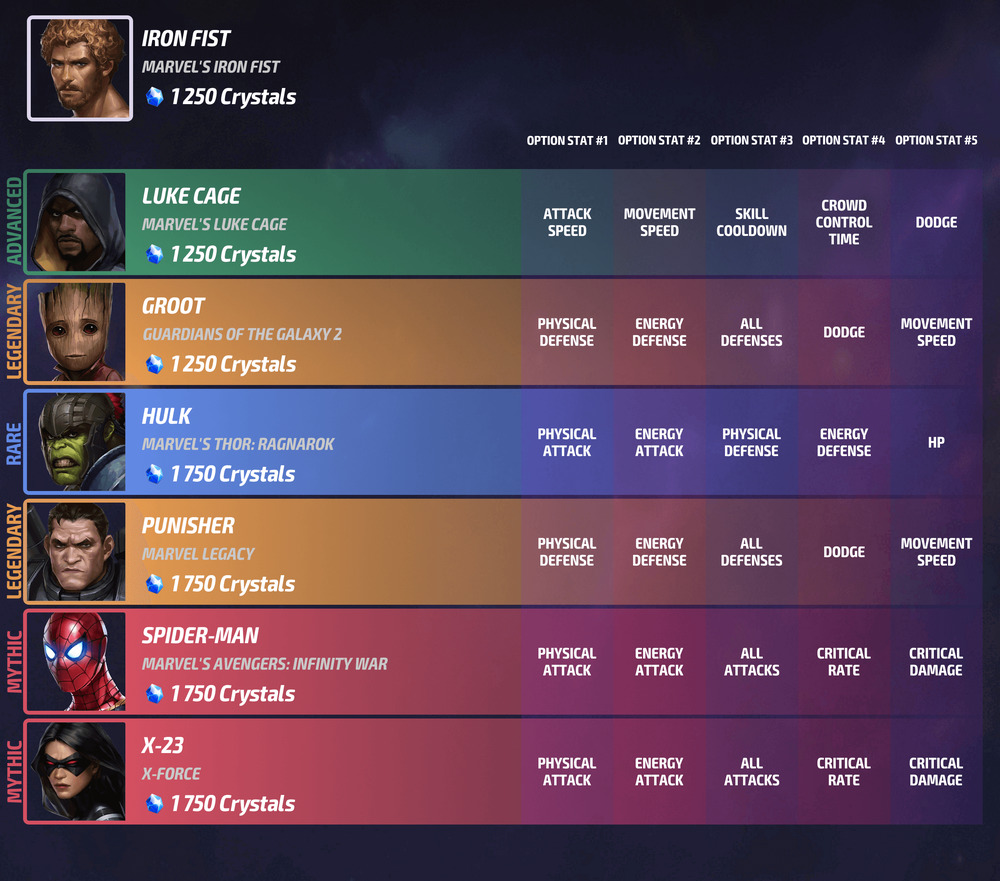 IRON FIST
MARVEL'S IRON FIST
1 250 Crystals
OPTION STAT #1 OPTION STAT #2 OPTION STAT #3 OPTION STAT #4 OPTION STAT #5
ADVANCED
LUKE CAGE
MARVEL'S LUKE CAGE
1 250 Crystals
ATTACK
SPEED
MOVEMENT
SPEED
SKILL
COOLDOWN
CROWD
CONTROL
TIME
DODGE
LEGENDARY
GROOT
GUARDIANS OF THE GALAXY 2
1 250 Crystals
PHYSICAL
DEFENSE
ENERGY
DEFENSE
ALL
DEFENSES
DODGE
MOVEMENT
SPEED
RARE
HULK
MARVEL'S THOR: RAGNAROK
1 750 Crystals
PHYSICAL
ATTACK
ENERGY
ATTACK
PHYSICAL
DEFENSE
ENERGY
DEFENSE
HP
LEGENDARY
PUNISHER
MARVEL LEGACY
1 750 Crystals
PHYSICAL
DEFENSE
ENERGY
DEFENSE
ALL
DEFENSES
DODGE
MOVEMENT
SPEED
MYTHIC
SPIDER-MAN
MARVEL'S AVENGERS: INFINITY WAR
1 750 Crystals
PHYSICAL
ATTACK
ENERGY
ATTACK
ALL
ATTACKS
CRITICAL
RATE
CRITICAL
DAMAGE
MYTHIC
X-23
X-FORCE
1 750 Crystals
PHYSICAL
ATTACK
ENERGY
ATTACK
ALL
ATTACKS
CRITICAL
RATE
CRITICAL
DAMAGE